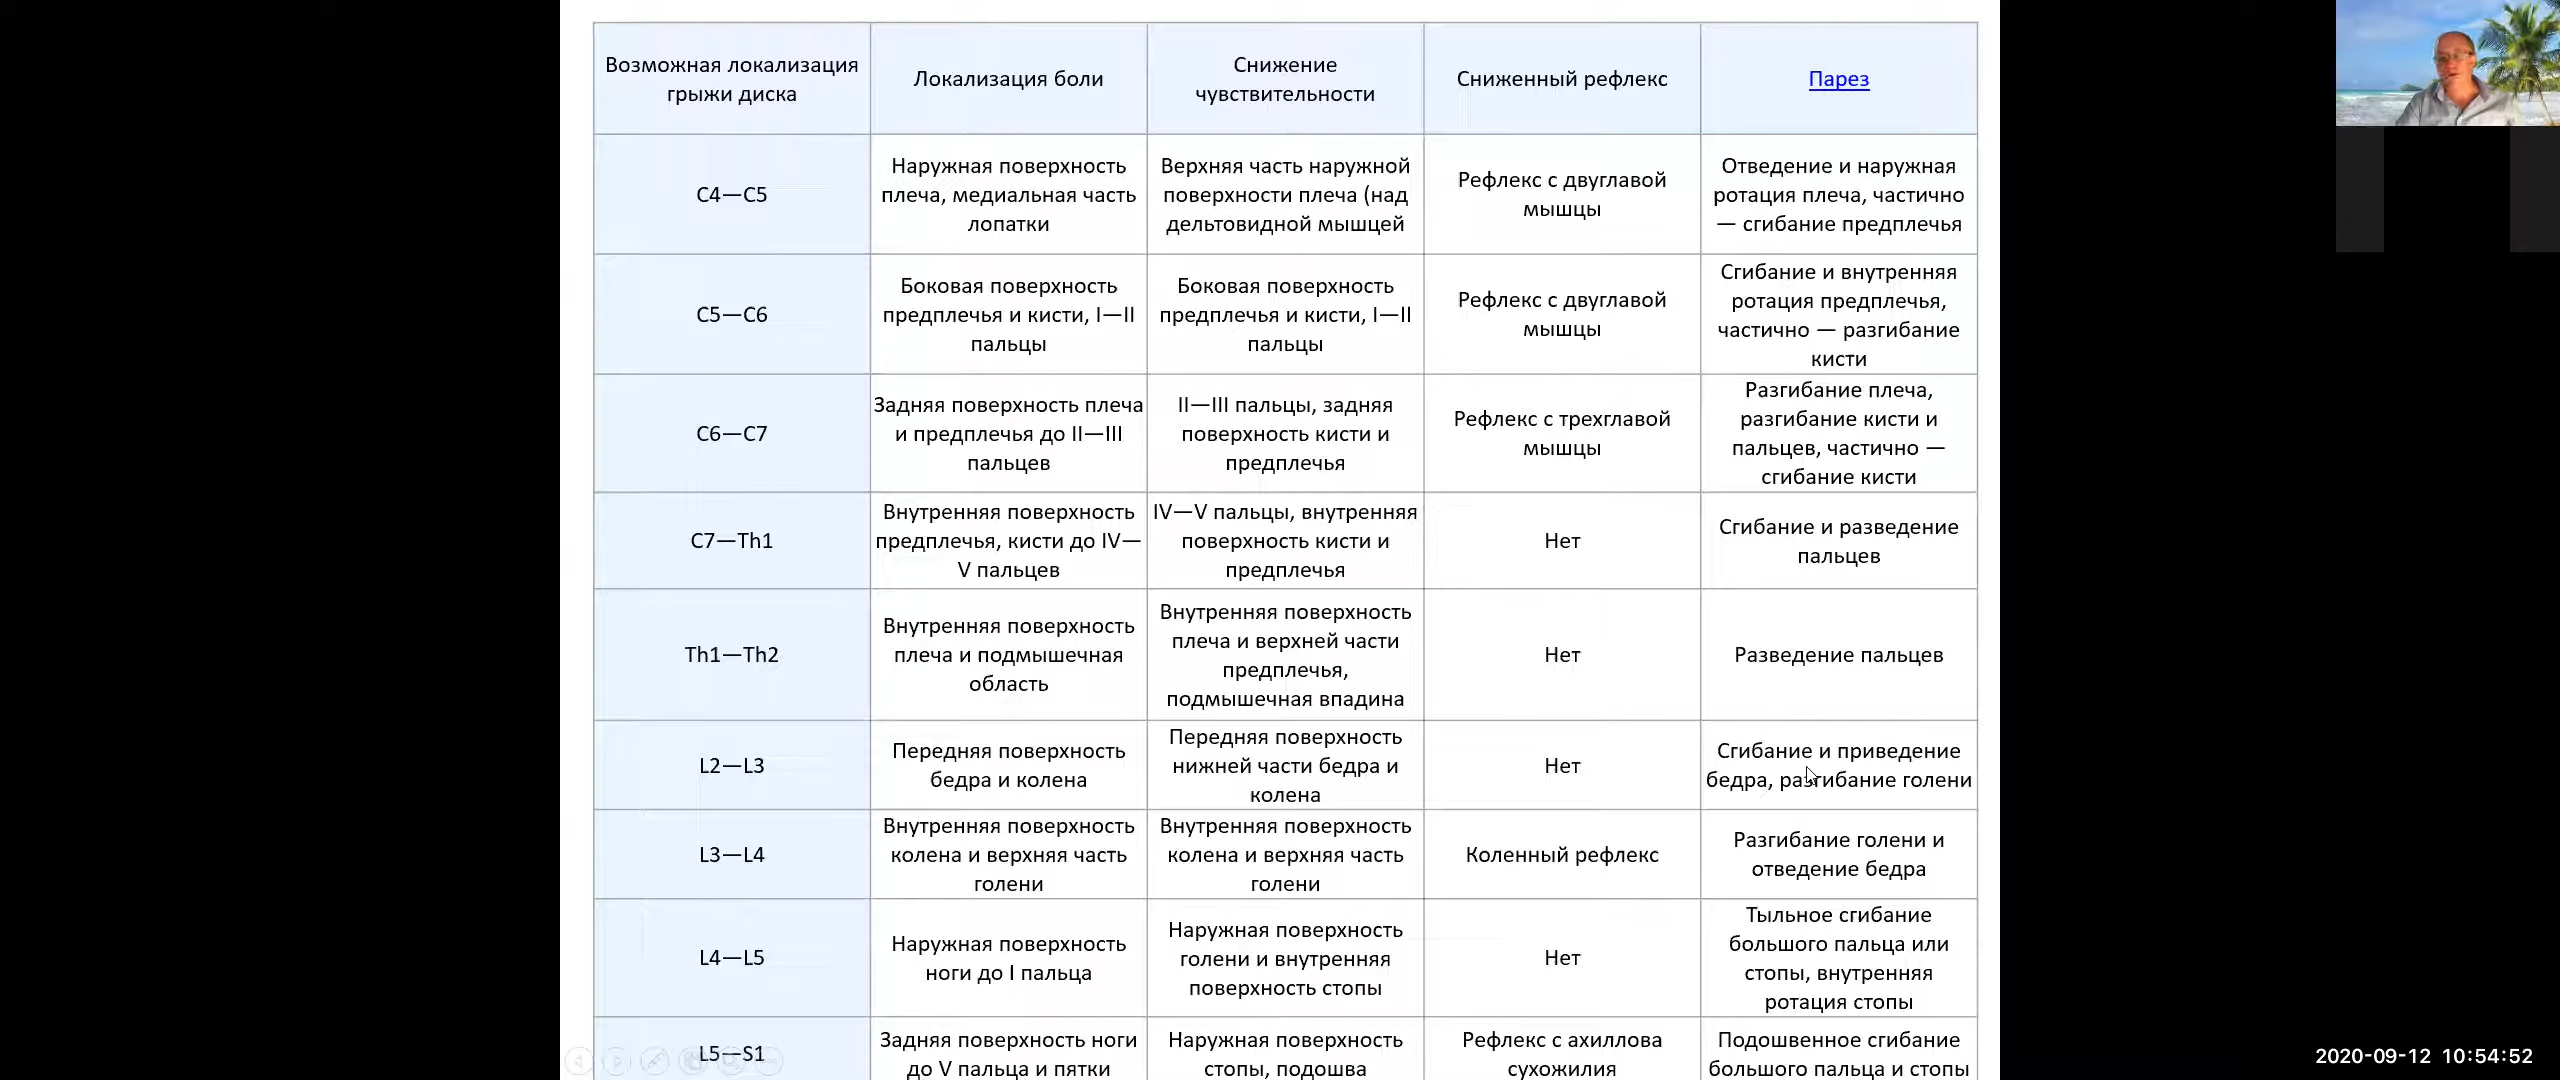 Возможная локализация
грыжи диска
Локализация боли
Снижение
чувствительности
Сниженный рефлекс
Парез
C4—C5
Наружная поверхность
плеча, медиальная часть
лопатки
Верхняя часть наружной
поверхности плеча (над
дельтовидной мышцей
Рефлекс с двуглавой
мышцы
Отведение и наружная
ротация плеча, частично
— сгибание предплечья
C5—C6
Боковая поверхность
предплечья и кисти, I—II
пальцы
Боковая поверхность
предплечья и кисти, I—II
пальцы
Рефлекс с двуглавой
мышцы
Сгибание и внутренняя
ротация предплечья,
частично — разгибание
кисти
C6—C7
Задняя поверхность плеча
и предплечья до II—III
пальцев
II—III пальцы, задняя
поверхность кисти и
предплечья
Рефлекс с трехглавой
мышцы
Разгибание плеча,
разгибание кисти и
пальцев, частично —
сгибание кисти
C7—Th1
Внутренняя поверхность
предплечья, кисти до IV—
V пальцев
IV—V пальцы, внутренняя
поверхность кисти и
предплечья
Нет
Сгибание и разведение
пальцев
Th1—Th2
Внутренняя поверхность
плеча и подмышечная
область
Внутренняя поверхность
плеча и верхней части
предплечья,
подмышечная впадина
Нет
Разведение пальцев
L2—L3
Передняя поверхность
бедра и колена
Передняя поверхность
нижней части бедра и
колена
Нет
Сгибание и приведение
бедра, разгибание голени
L3—L4
Внутренняя поверхность
колена и верхняя часть
голени
Внутренняя поверхность
колена и верхняя часть
голени
Коленный рефлекс
Разгибание голени и
отведение бедра
L4—L5
Наружная поверхность
ноги до I пальца
Наружная поверхность
голени и внутренняя
поверхность стопы
Нет
Тыльное сгибание
большого пальца или
стопы, внутренняя
ротация стопы
L5—S1
Задняя поверхность ноги
до V пальца и пятки
Наружная поверхность
стопы, подошва
Рефлекс с ахиллова
сухожилия
Подошвенное сгибание
большого пальца и стопы
2020-09-12 10:54:52